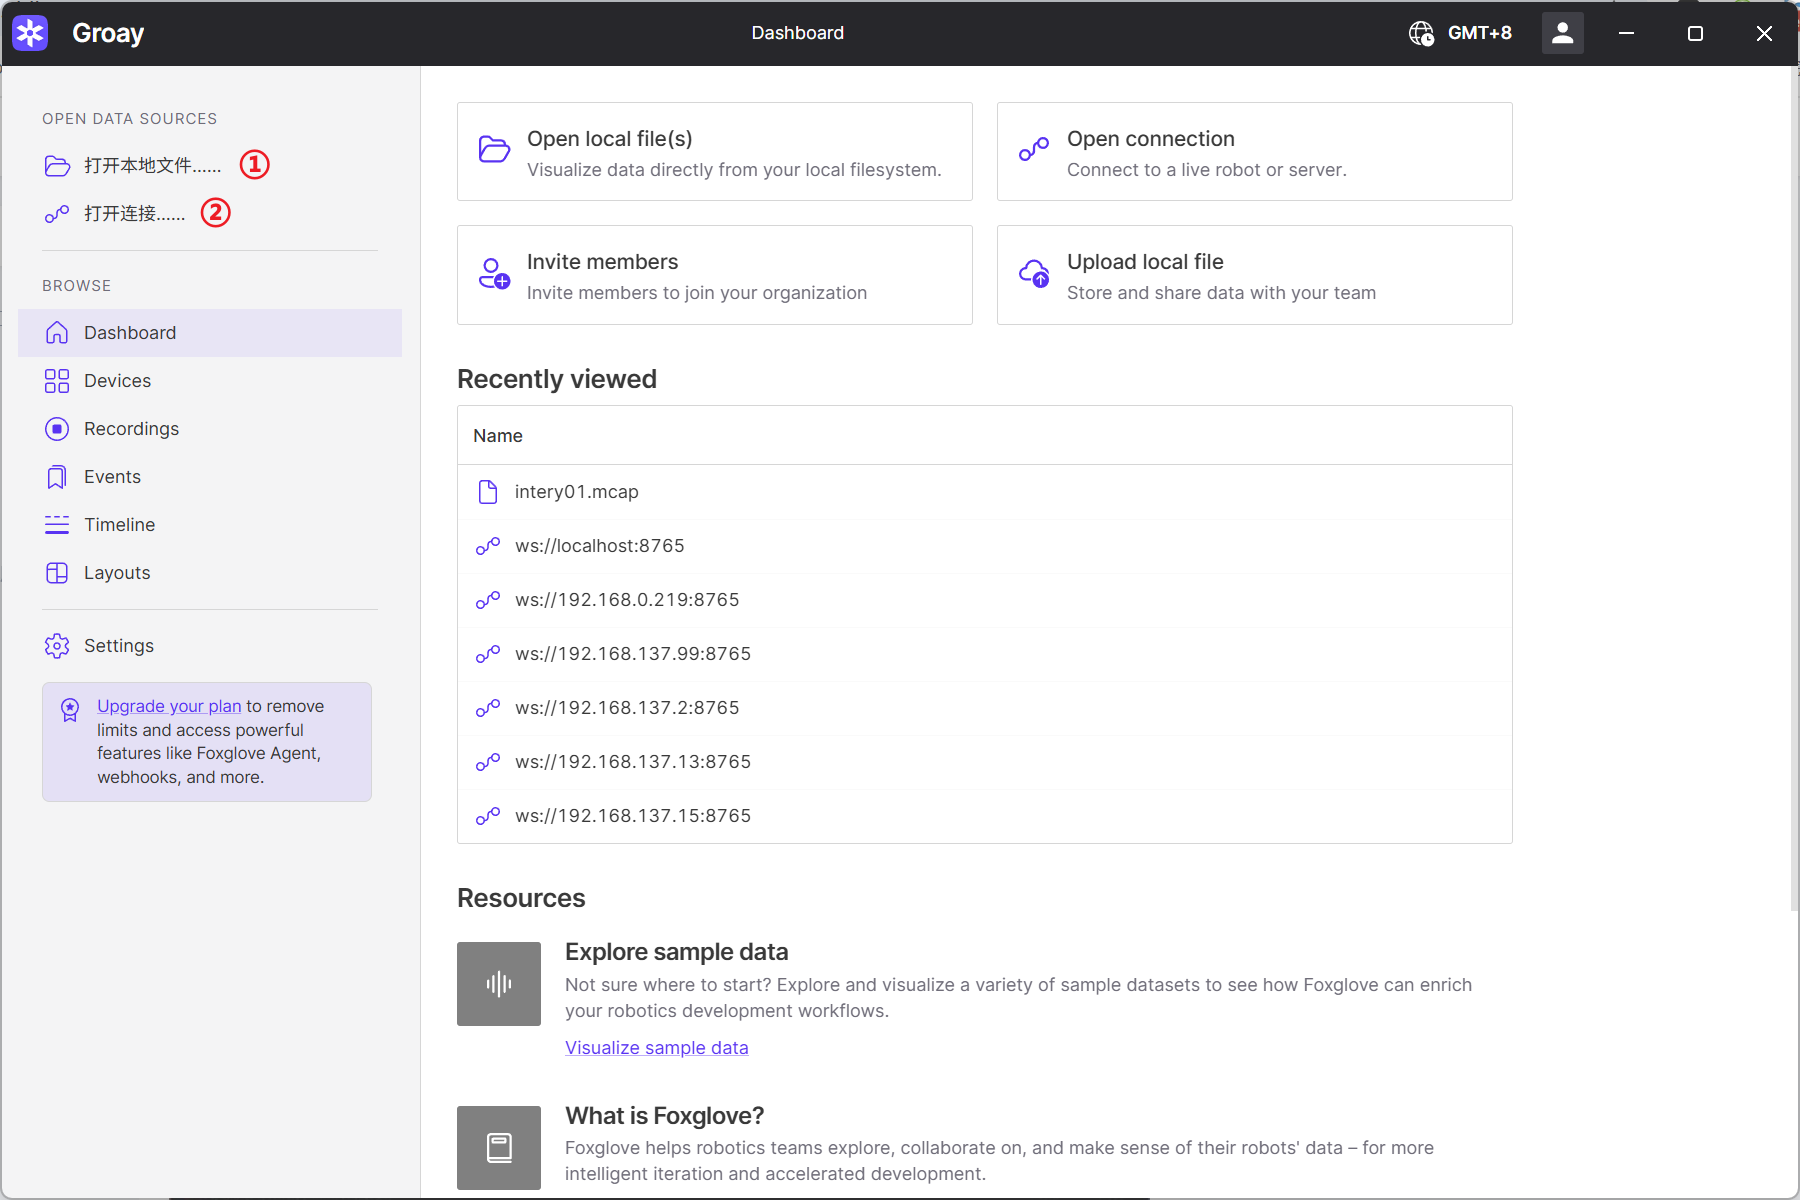 Groay
Dashboard
GMT+8
OPEN DATA SOURCES
打开本地文件…… ①
打开连接…… ②
BROWSE
Dashboard
Devices
Recordings
Events
Timeline
Layouts
Settings
Upgrade your plan to remove
limits and access powerful
features like Foxglove Agent,
webhooks, and more.
Open local file(s)
Visualize data directly from your local filesystem.
Open connection
Connect to a live robot or server.
Invite members
Invite members to join your organization
Upload local file
Store and share data with your team
Recently viewed
Name
intery01.mcap
ws://localhost:8765
ws://192.168.0.219:8765
ws://192.168.137.99:8765
ws://192.168.137.2:8765
ws://192.168.137.13:8765
ws://192.168.137.15:8765
Resources
Explore sample data
Not sure where to start? Explore and visualize a variety of sample datasets to see how Foxglove can enrich
your robotics development workflows.
Visualize sample data
What is Foxglove?
Foxglove helps robotics teams explore, collaborate on, and make sense of their robots' data – for more
intelligent iteration and accelerated development.